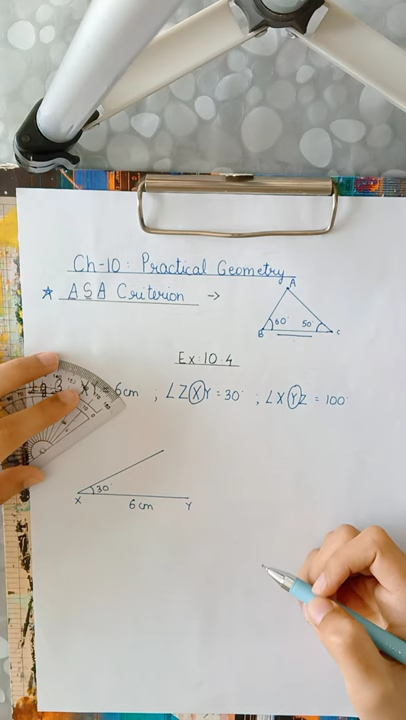 Ch-10: Practical Geometry
* ASA Criterion →
A
60° 50°
B C
Ex: 10.4
6cm ; ∠ZXY = 30° ; ∠XYZ = 100°
30°
X 6 cm Y